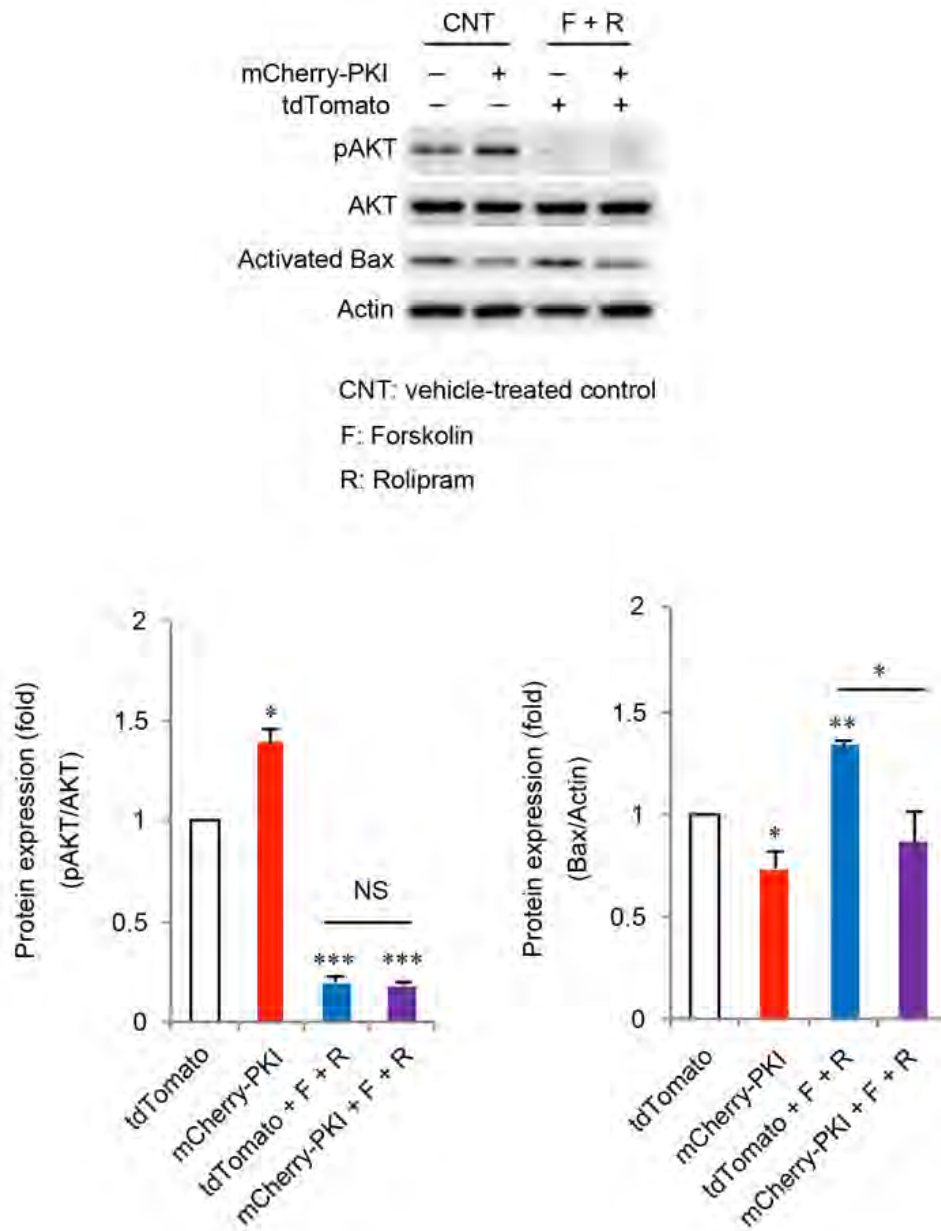 CNT F + R
mCherry-PKI – + – +
tdTomato – – + +
pAKT
AKT
Activated Bax
Actin
CNT: vehicle-treated control
F: Forskolin
R: Rolipram
Protein expression (fold)
(pAKT/AKT)
2
1.5
1
0.5
0
*
NS
***
***
tdTomato
mCherry-PKI
tdTomato + F + R
mCherry-PKI + F + R
Protein expression (fold)
(Bax/Actin)
2
1.5
1
0.5
0
*
**
*
tdTomato
mCherry-PKI
tdTomato + F + R
mCherry-PKI + F + R